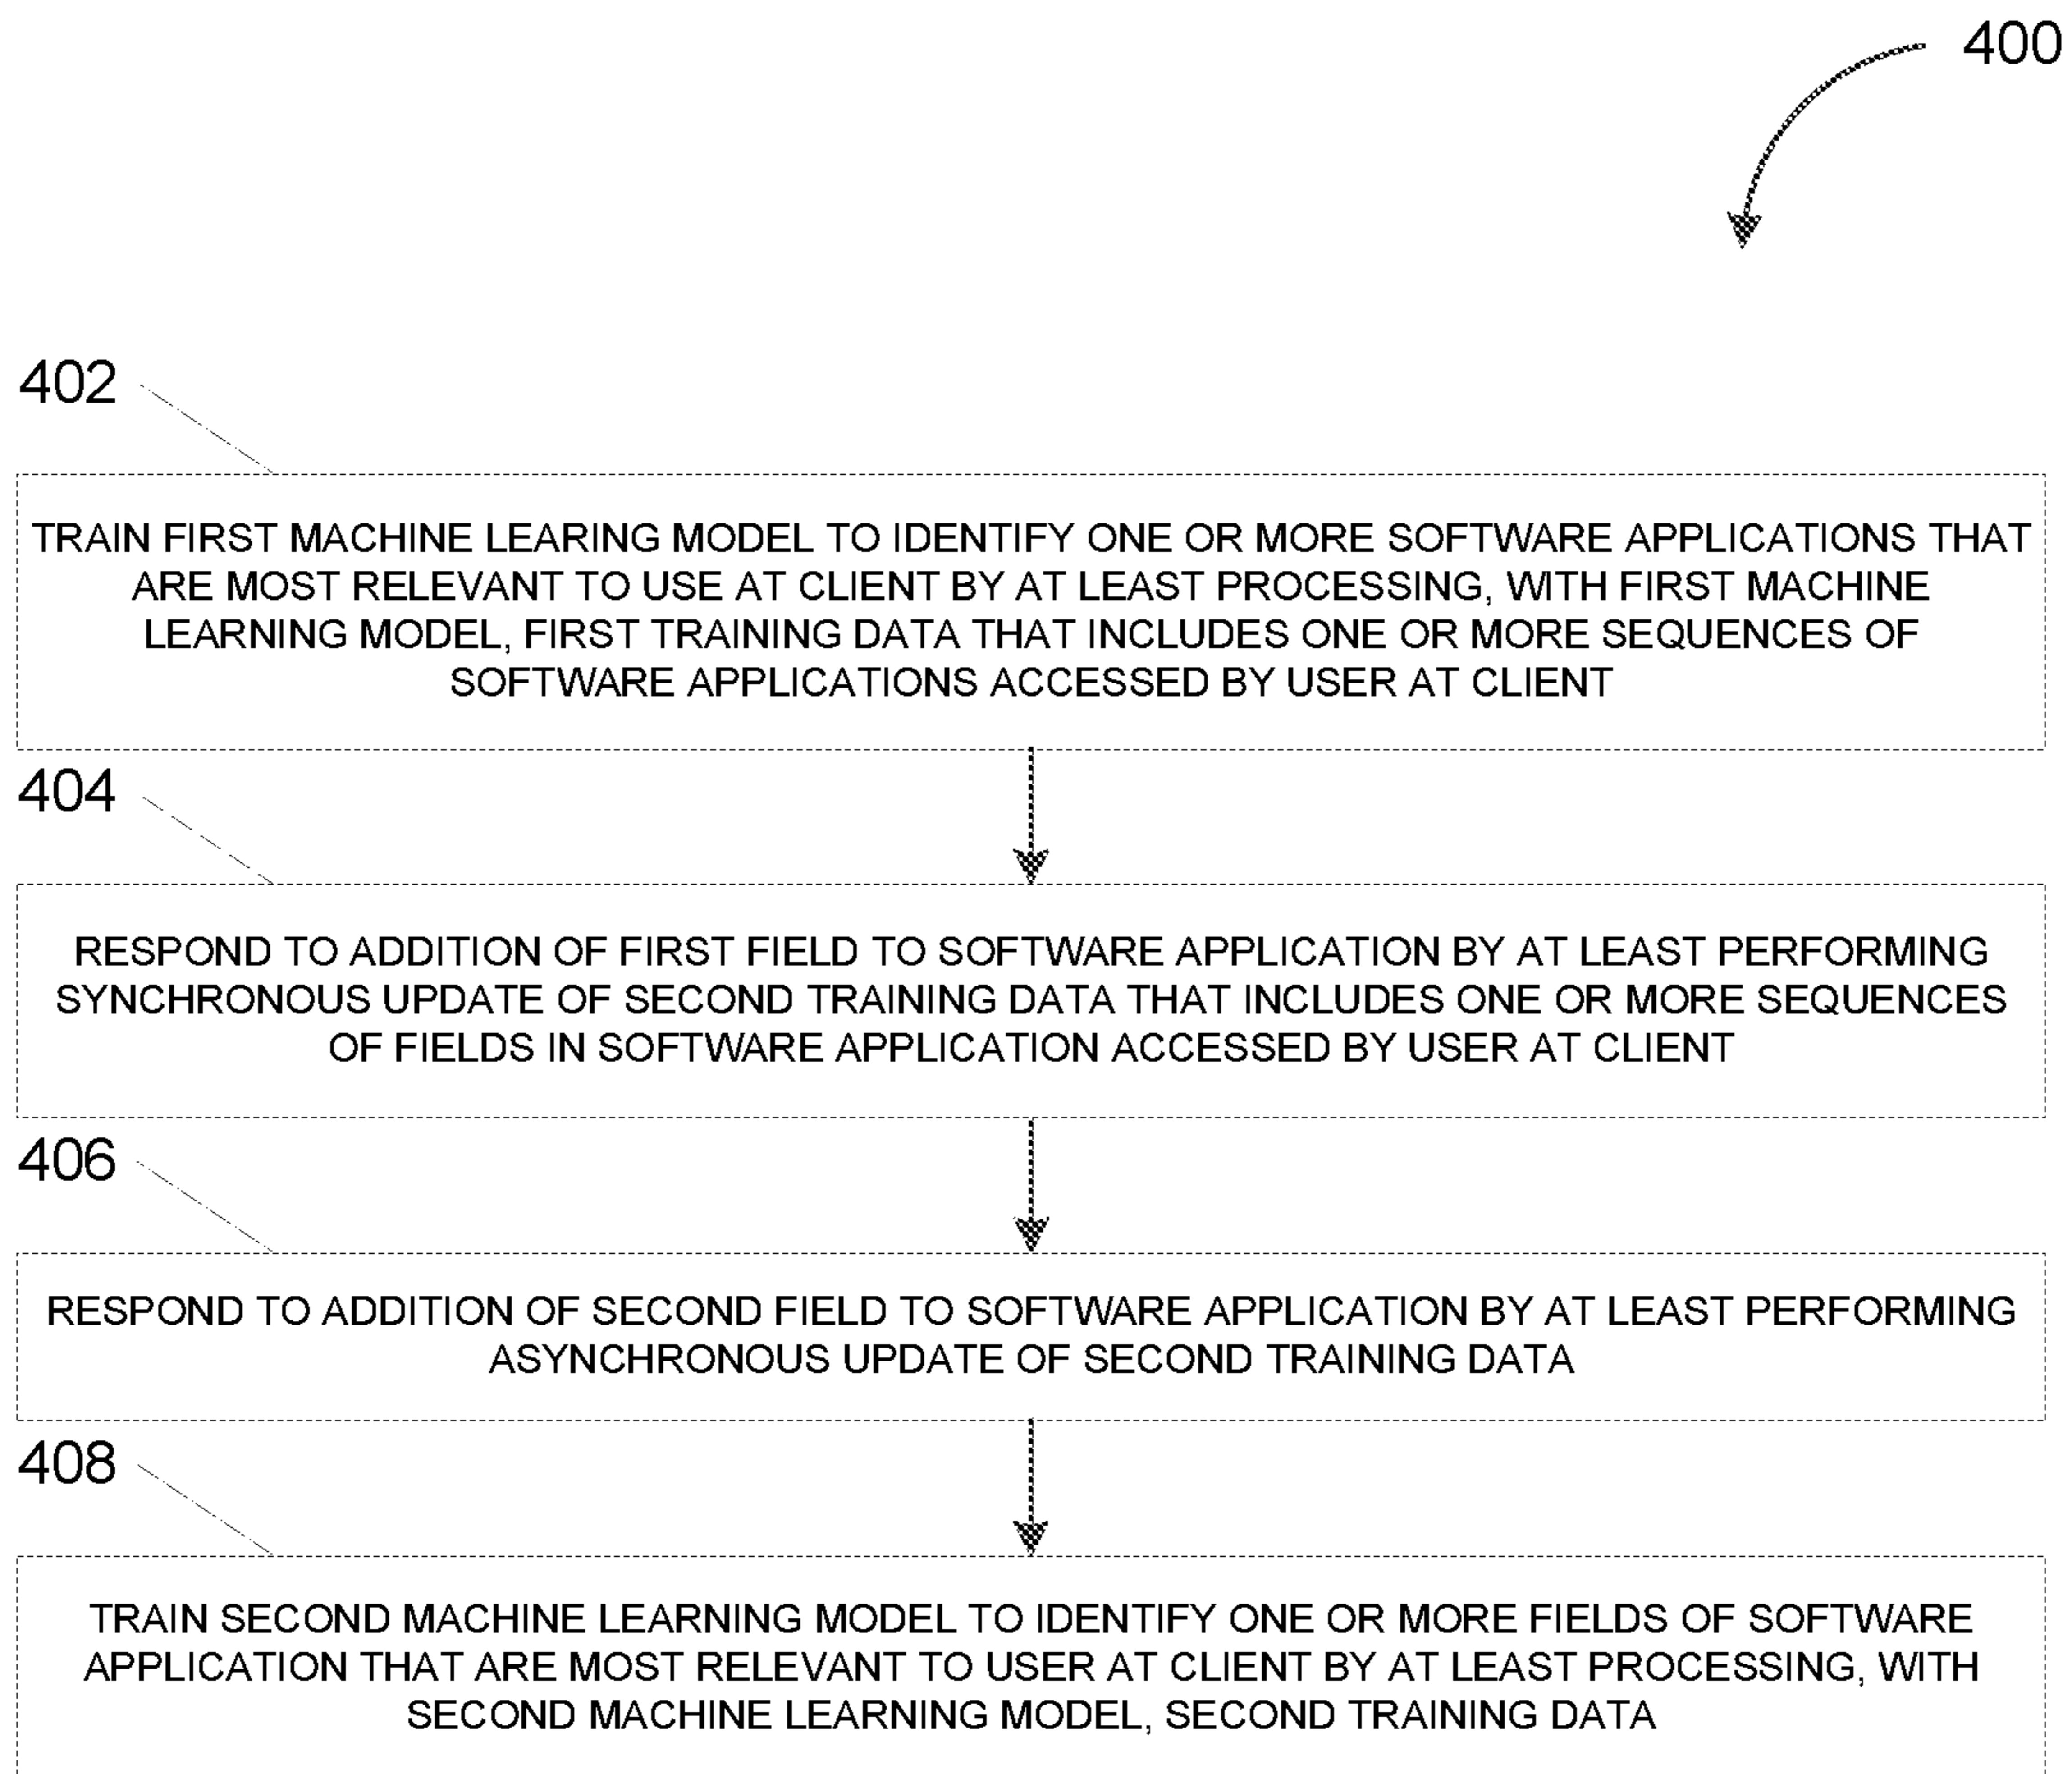 400
402
TRAIN FIRST MACHINE LEARING MODEL TO IDENTIFY ONE OR MORE SOFTWARE APPLICATIONS THAT
ARE MOST RELEVANT TO USE AT CLIENT BY AT LEAST PROCESSING, WITH FIRST MACHINE
LEARNING MODEL, FIRST TRAINING DATA THAT INCLUDES ONE OR MORE SEQUENCES OF
SOFTWARE APPLICATIONS ACCESSED BY USER AT CLIENT
404
RESPOND TO ADDITION OF FIRST FIELD TO SOFTWARE APPLICATION BY AT LEAST PERFORMING
SYNCHRONOUS UPDATE OF SECOND TRAINING DATA THAT INCLUDES ONE OR MORE SEQUENCES
OF FIELDS IN SOFTWARE APPLICATION ACCESSED BY USER AT CLIENT
406
RESPOND TO ADDITION OF SECOND FIELD TO SOFTWARE APPLICATION BY AT LEAST PERFORMING
ASYNCHRONOUS UPDATE OF SECOND TRAINING DATA
408
TRAIN SECOND MACHINE LEARNING MODEL TO IDENTIFY ONE OR MORE FIELDS OF SOFTWARE
APPLICATION THAT ARE MOST RELEVANT TO USER AT CLIENT BY AT LEAST PROCESSING, WITH
SECOND MACHINE LEARNING MODEL, SECOND TRAINING DATA